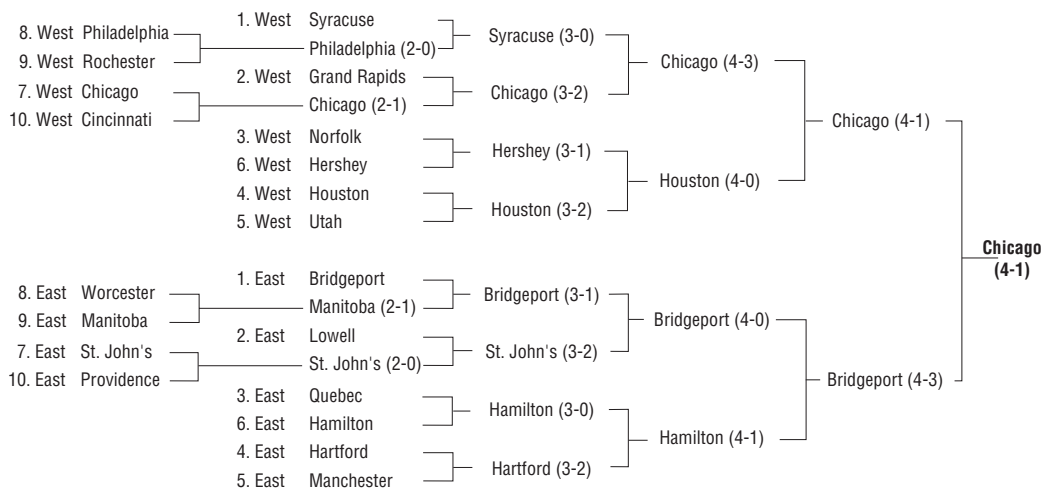 8. West Philadelphia
9. West Rochester
7. West Chicago
10. West Cincinnati
1. West Syracuse
Philadelphia (2-0)
2. West Grand Rapids
Chicago (2-1)
3. West Norfolk
6. West Hershey
4. West Houston
5. West Utah
Syracuse (3-0)
Chicago (3-2)
Hershey (3-1)
Houston (3-2)
Chicago (4-3)
Houston (4-0)
Chicago (4-1)
8. East Worcester
9. East Manitoba
7. East St. John's
10. East Providence
1. East Bridgeport
Manitoba (2-1)
2. East Lowell
St. John's (2-0)
3. East Quebec
6. East Hamilton
4. East Hartford
5. East Manchester
Bridgeport (3-1)
St. John's (3-2)
Hamilton (3-0)
Hartford (3-2)
Bridgeport (4-0)
Hamilton (4-1)
Bridgeport (4-3)
Chicago
(4-1)